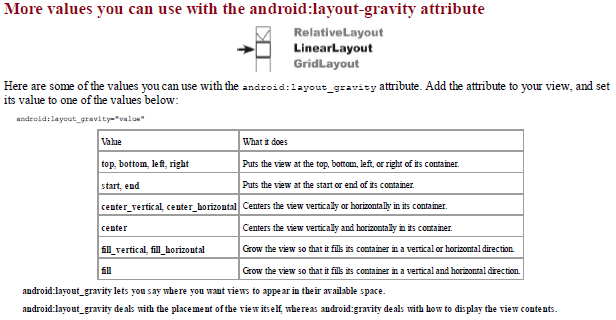 More values you can use with the android:layout-gravity attribute
RelativeLayout
LinearLayout
GridLayout
Here are some of the values you can use with the android:layout_gravity attribute. Add the attribute to your view, and set
its value to one of the values below:
android:layout_gravity="value"
Value What it does
top, bottom, left, right Puts the view at the top, bottom, left, or right of its container.
start, end Puts the view at the start or end of its container.
center_vertical, center_horizontal Centers the view vertically or horizontally in its container.
center Centers the view vertically and horizontally in its container.
fill_vertical, fill_horizontal Grow the view so that it fills its container in a vertical or horizontal direction.
fill Grow the view so that it fills its container in a vertical and horizontal direction.
android:layout_gravity lets you say where you want views to appear in their available space.
android:layout_gravity deals with the placement of the view itself, whereas android:gravity deals with how to display the view contents.